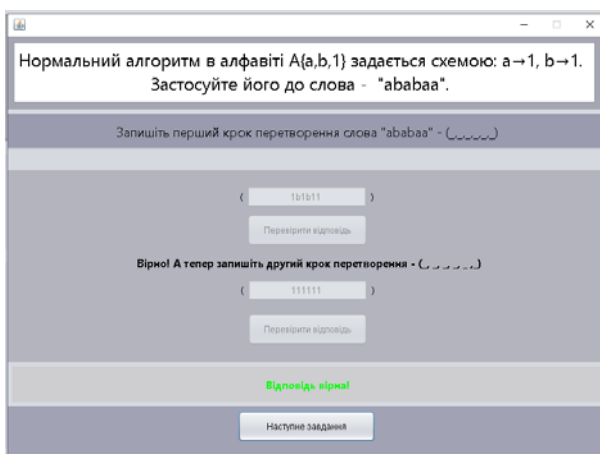 Нормальний алгоритм в алфавіті A{a,b,1} задається схемою: a→1, b→1.
Застосуйте його до слова - "ababaa".
Запишіть перший крок перетворення слова "ababaa" - (_,_,_,_,_,_)
( 1b1b11 )
Перевірити відповідь
Вірно! А тепер запишіть другий крок перетворення - (_, _, _, _, _, _)
( 111111 )
Перевірити відповідь
Відповідь вірна!
Наступне завдання